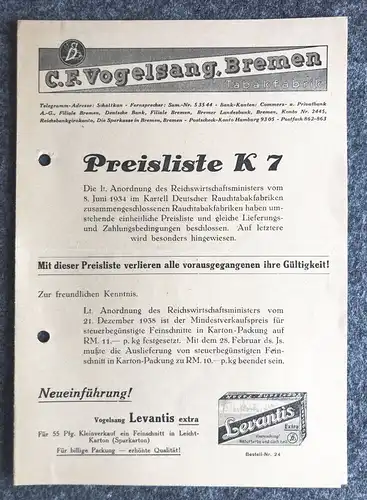 C.F. Vogelsang, Bremen
Tabakfabrik
Telegramm-Adresse: Schüttkan - Fernsprecher: Sam.-Nr. 5 35 44 - Bank-Konten: Commerz- u. Privatbank
A.-G., Filiale Bremen, Deutsche Bank, Filiale Bremen, Bremer Landesbank, Bremen, Konto Nr. 2445,
Reichsbankgirokonto, Die Sparkasse in Bremen, Bremen - Postscheck-Konto Hamburg 93 05 - Postfach 862-863
Preisliste K 7
Die lt. Anordnung des Reichswirtschaftsministers vom
8. Juni 1934 im Kartell Deutscher Rauchtabakfabriken
zusammengeschlossenen Rauchtabakfabriken haben um-
stehende einheitliche Preisliste und gleiche Lieferungs-
und Zahlungsbedingungen beschlossen. Auf letztere
wird besonders hingewiesen.
Mit dieser Preisliste verlieren alle vorausgegangenen ihre Gültigkeit!
Zur freundlichen Kenntnis.
Lt. Anordnung des Reichswirtschaftsministers vom
21. Dezember 1938 ist der Mindestverkaufspreis für
steuerbegünstigte Feinschnitte in Karton-Packung auf
RM. 11.— p. kg festgesetzt. Mit dem 28. Februar ds. Js.
mußte die Auslieferung von steuerbegünstigten Fein-
schnitt in Karton-Packung zu RM. 10.— p. kg beendet sein.
Neueinführung!
Vogelsang Levantis extra
Für 55 Pfg. Kleinverkauf ein Feinschnitt in Leicht-
Karton (Sparkarton)
Für billige Packung — erhöhte Qualität!
Levantis
Extra
Bestell-Nr. 24